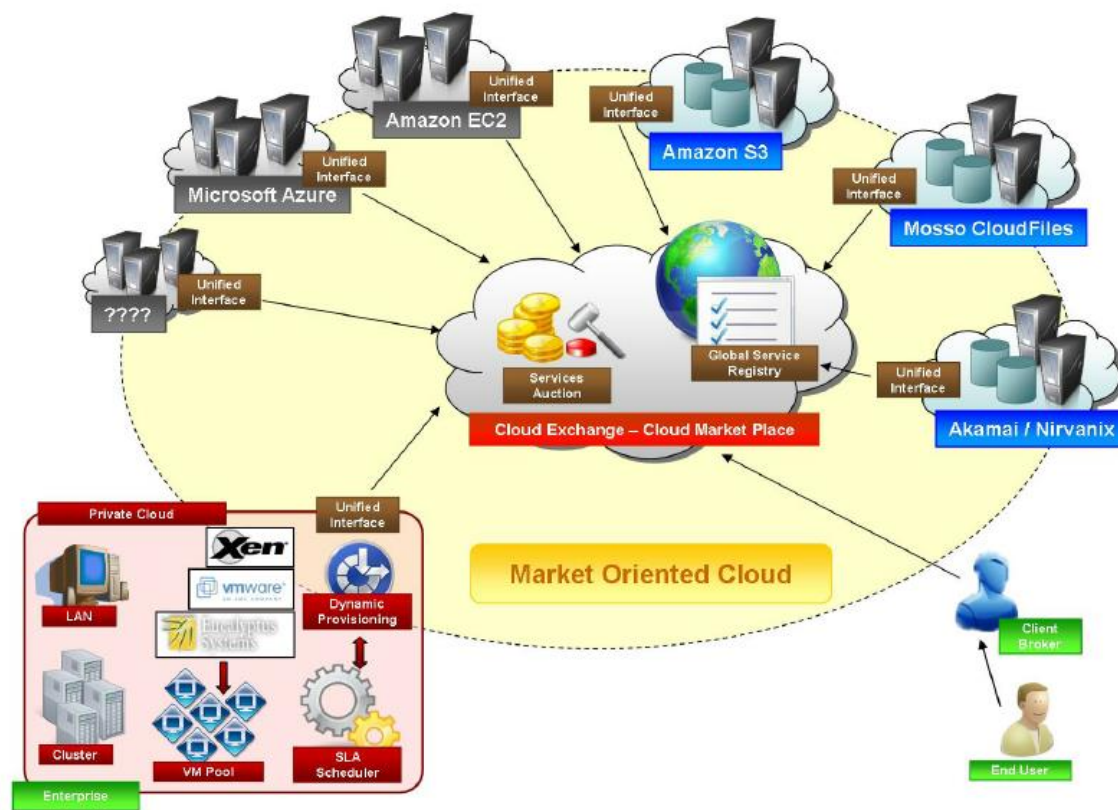 Unified
Interface
Amazon EC2
Unified
Interface
Amazon S3
Unified
Interface
Microsoft Azure
Unified
Interface
Mosso CloudFiles
Unified
Interface
????
Services
Auction
Global Service
Registry
Unified
Interface
Akamai / Nirvanix
Cloud Exchange – Cloud Market Place
Market Oriented Cloud
Private Cloud
Unified
Interface
LAN
Xen
vmware
Eucalyptus
Systems
Dynamic
Provisioning
Cluster
VM Pool
SLA
Scheduler
Enterprise
Client
Broker
End User